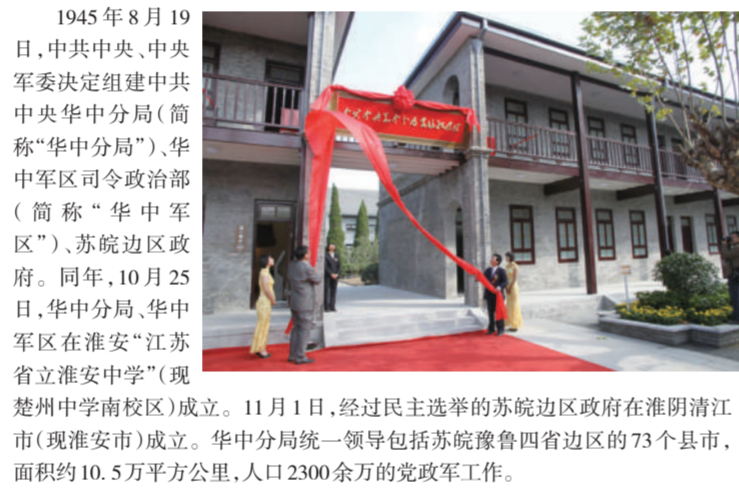 1945年8月19
日,中共中央、中央
军委决定组建中共
中央华中分局(简
称“华中分局”)、华
中军区司令政治部
(简称“华中军
区”)、苏皖边区政
府。同年,10月25
日,华中分局、华中
军区在淮安“江苏
省立淮安中学”(现
楚州中学南校区)成立。11月1日,经过民主选举的苏皖边区政府在淮阴清江
市(现淮安市)成立。华中分局统一领导包括苏皖豫鲁四省边区的73个县市,
面积约10.5万平方公里,人口2300余万的党政军工作。